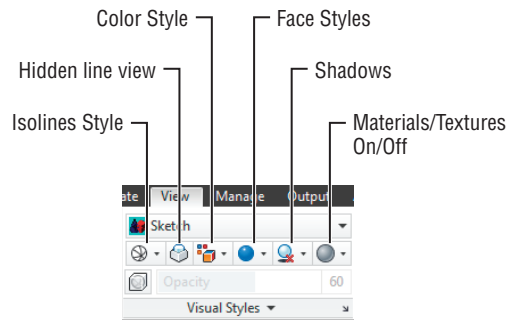 Color Style
Face Styles
Hidden line view
Shadows
Isolines Style
Materials/Textures
On/Off
ate View Manage Output
Sketch
Opacity 60
Visual Styles